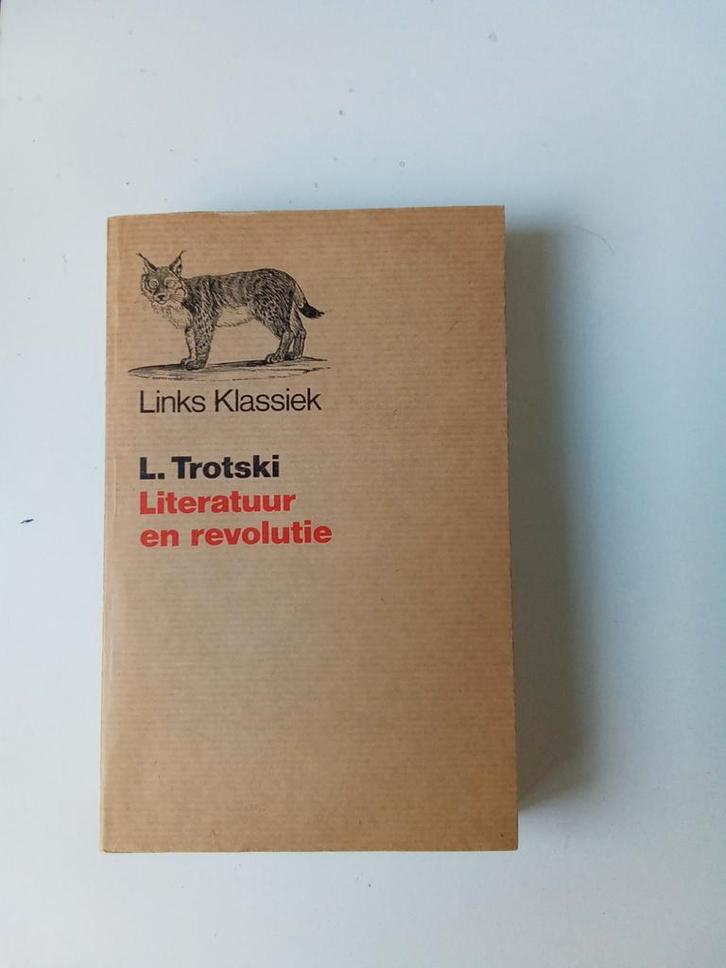 Links Klassiek
L. Trotski
Literatuur
en revolutie